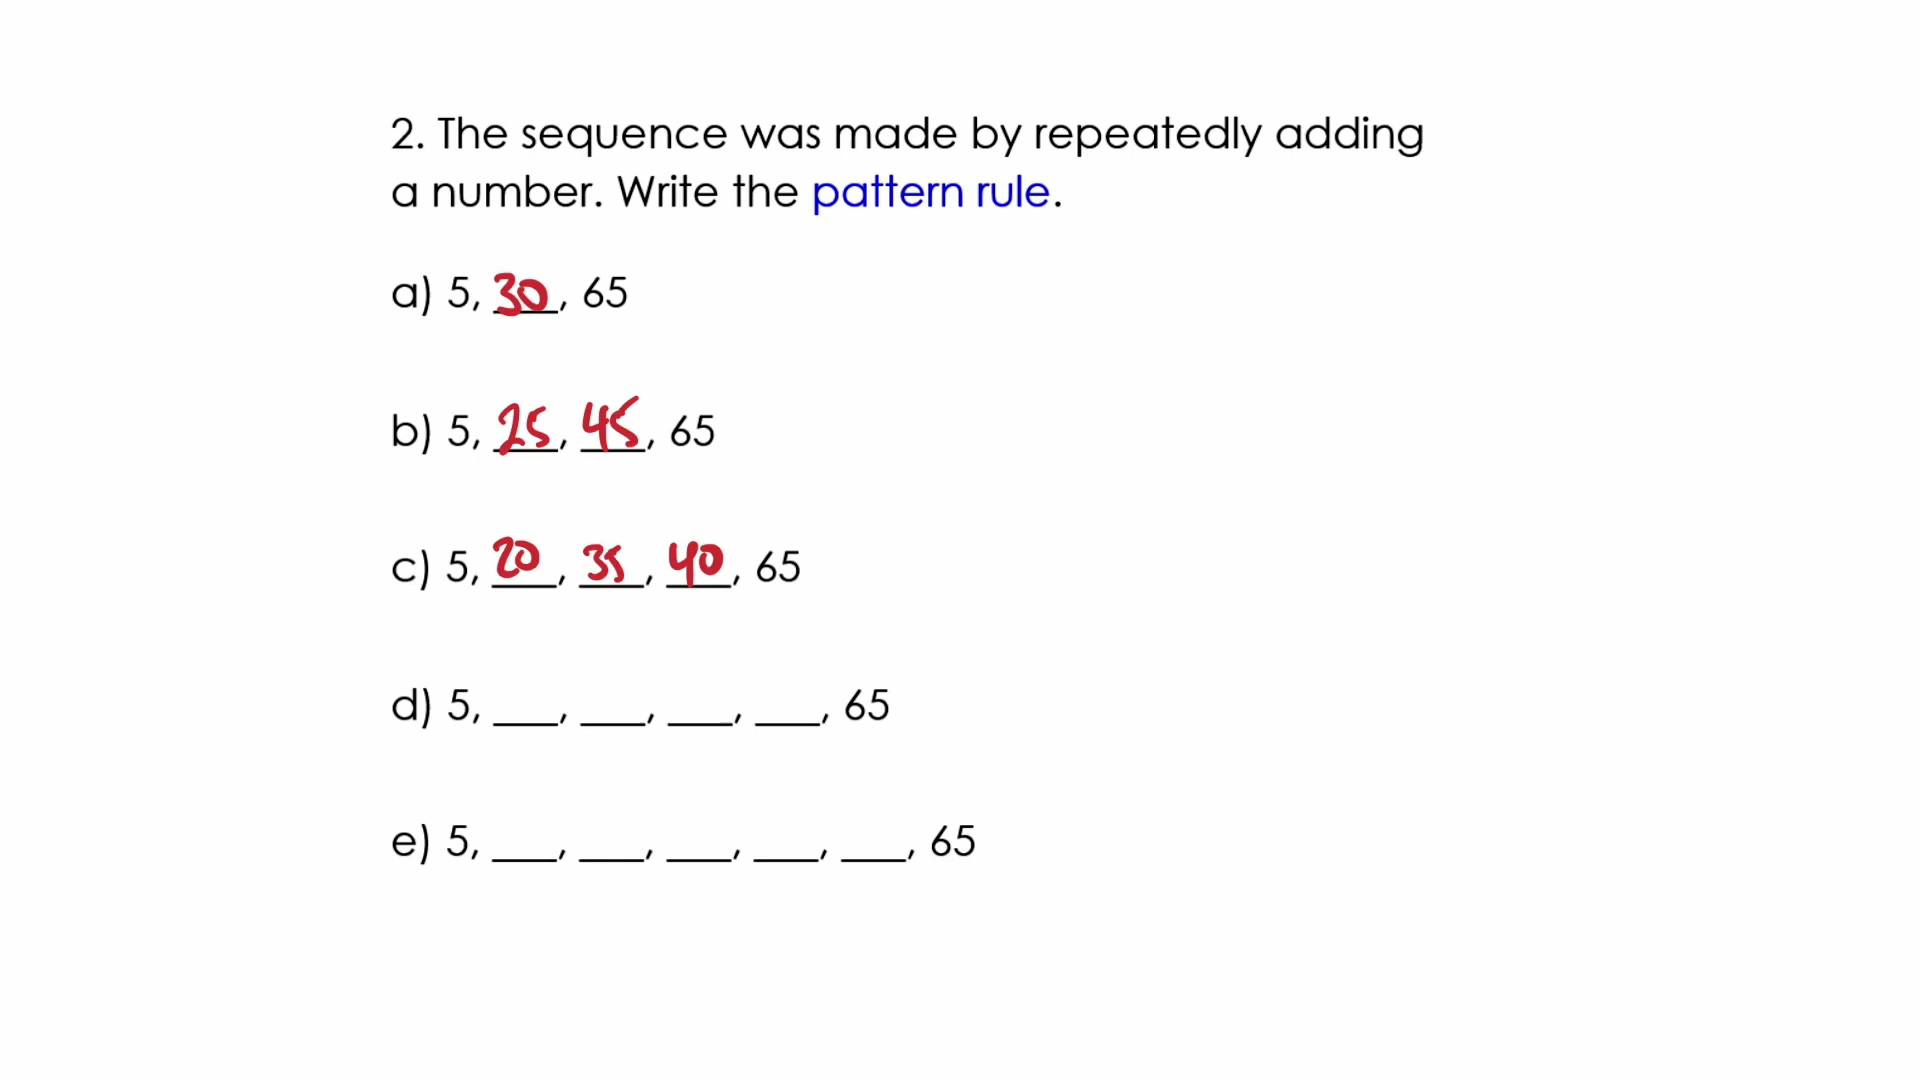 2. The sequence was made by repeatedly adding
a number. Write the pattern rule.
a) 5, 30, 65
b) 5, 25, 45, 65
c) 5, 20, 35, 40, 65
d) 5, ___, ___, ___, ___, 65
e) 5, ___, ___, ___, ___, ___, 65